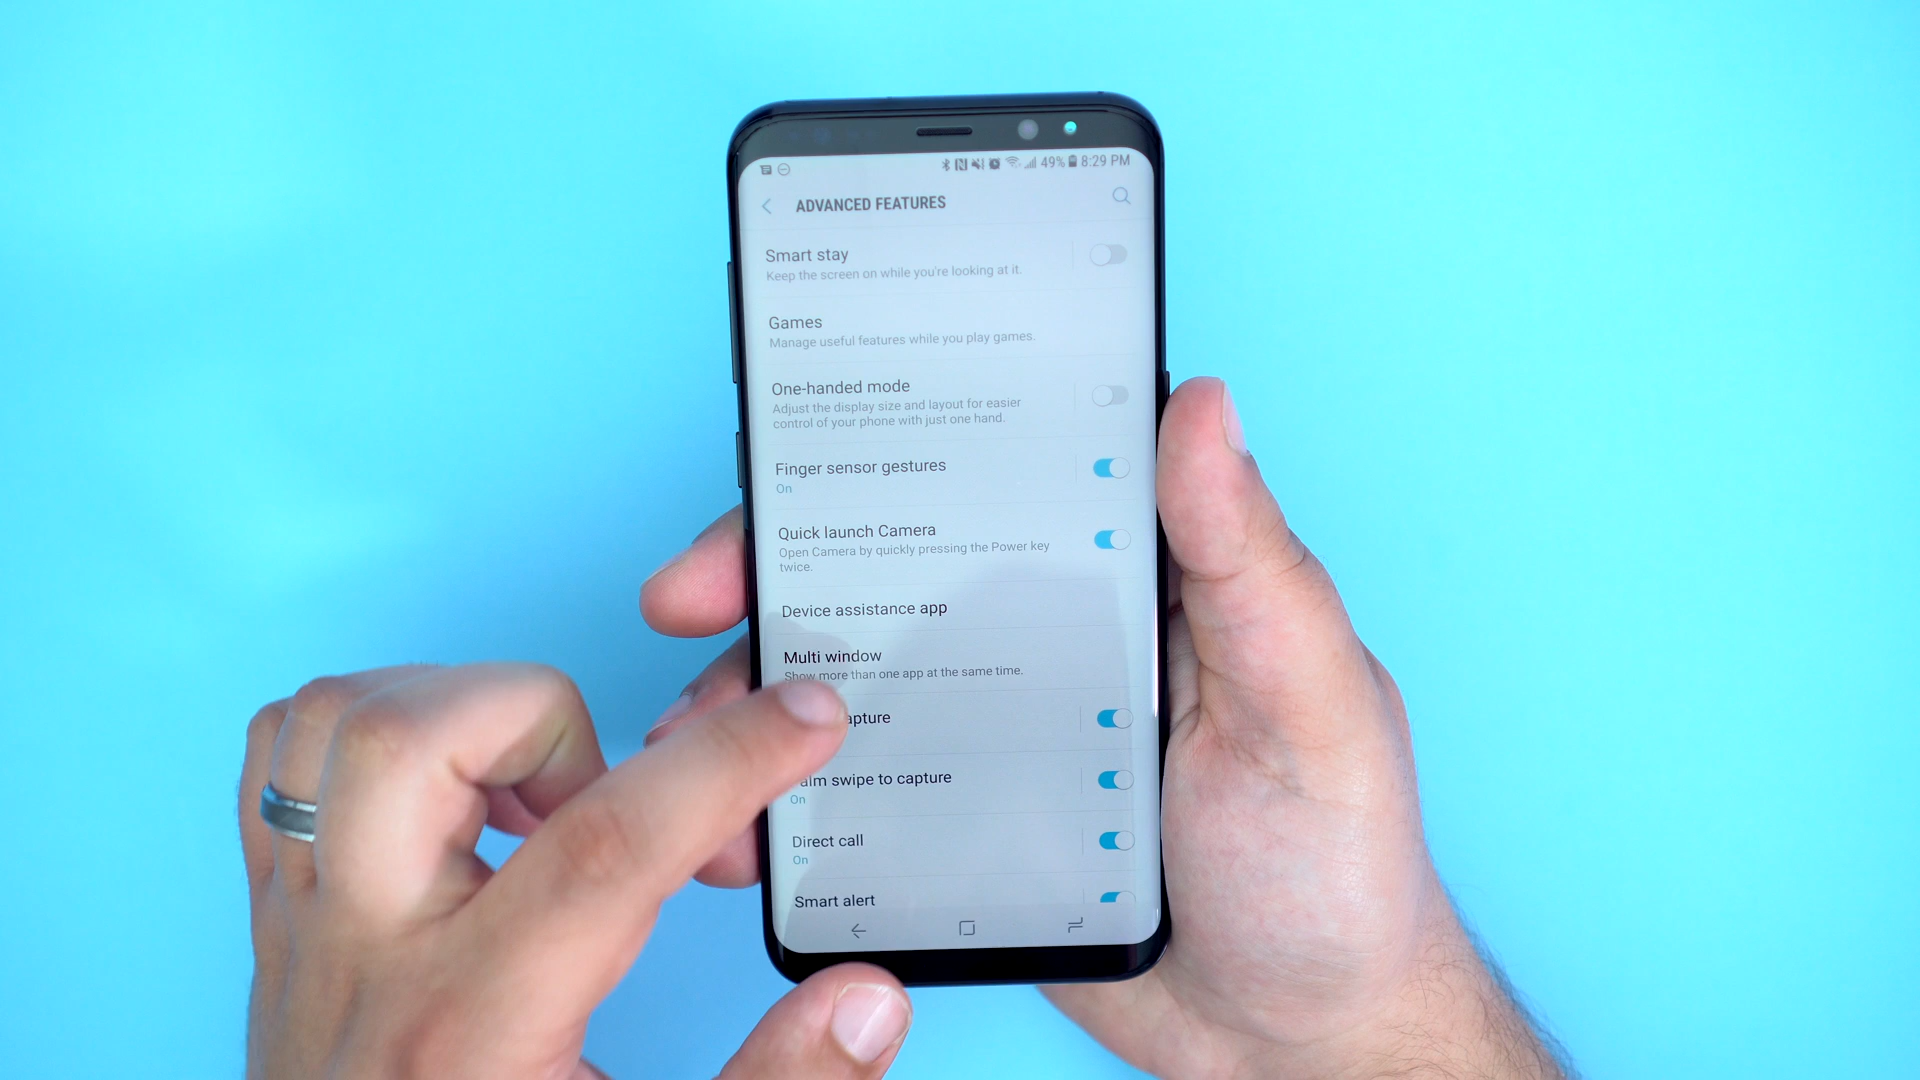 49% 8:29 PM
ADVANCED FEATURES
Smart stay
Keep the screen on while you're looking at it.
Games
Manage useful features while you play games.
One-handed mode
Adjust the display size and layout for easier
control of your phone with just one hand.
Finger sensor gestures
On
Quick launch Camera
Open Camera by quickly pressing the Power key
twice.
Device assistance app
Multi window
Show more than one app at the same time.
apture
alm swipe to capture
On
Direct call
On
Smart alert